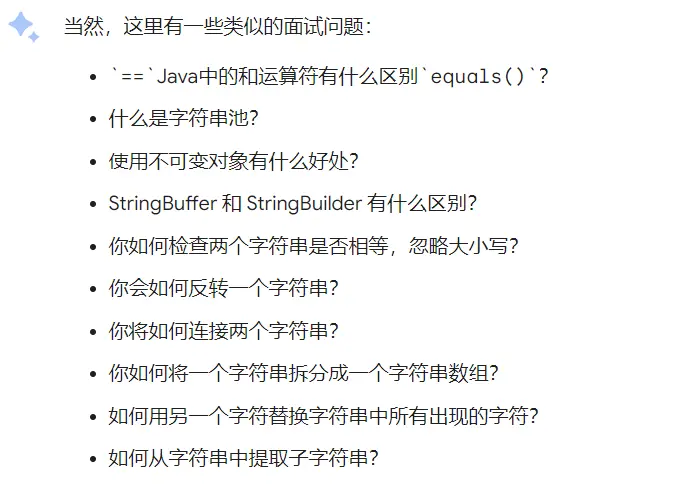 当然，这里有一些类似的面试问题：
• `==`Java中的和运算符有什么区别`equals()`？
• 什么是字符串池？
• 使用不可变对象有什么好处？
• StringBuffer 和 StringBuilder 有什么区别？
• 你如何检查两个字符串是否相等，忽略大小写？
• 你会如何反转一个字符串？
• 你将如何连接两个字符串？
• 你如何将一个字符串拆分成一个字符串数组？
• 如何用另一个字符替换字符串中所有出现的字符？
• 如何从字符串中提取子字符串？